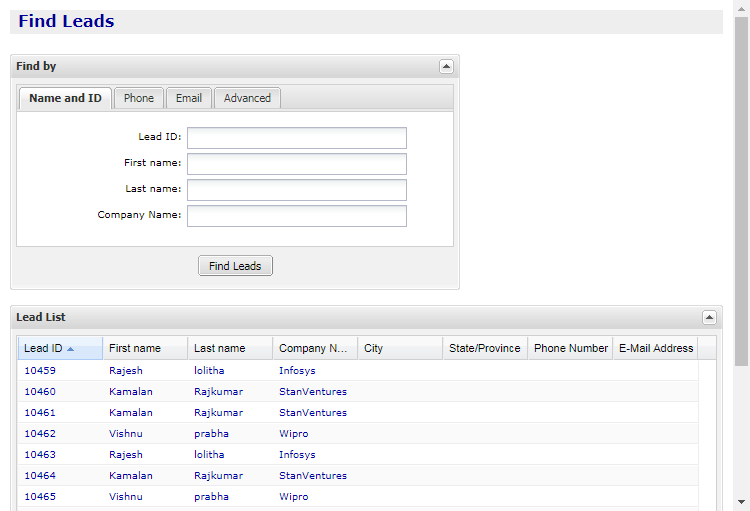 Find Leads
Find by
Name and ID Phone Email Advanced
Lead ID:
First name:
Last name:
Company Name:
Find Leads
Lead List
Lead ID First name Last name Company N... City State/Province Phone Number E-Mail Address
10459 Rajesh lolitha Infosys
10460 Kamalan Rajkumar StanVentures
10461 Kamalan Rajkumar StanVentures
10462 Vishnu prabha Wipro
10463 Rajesh lolitha Infosys
10464 Kamalan Rajkumar StanVentures
10465 Vishnu prabha Wipro